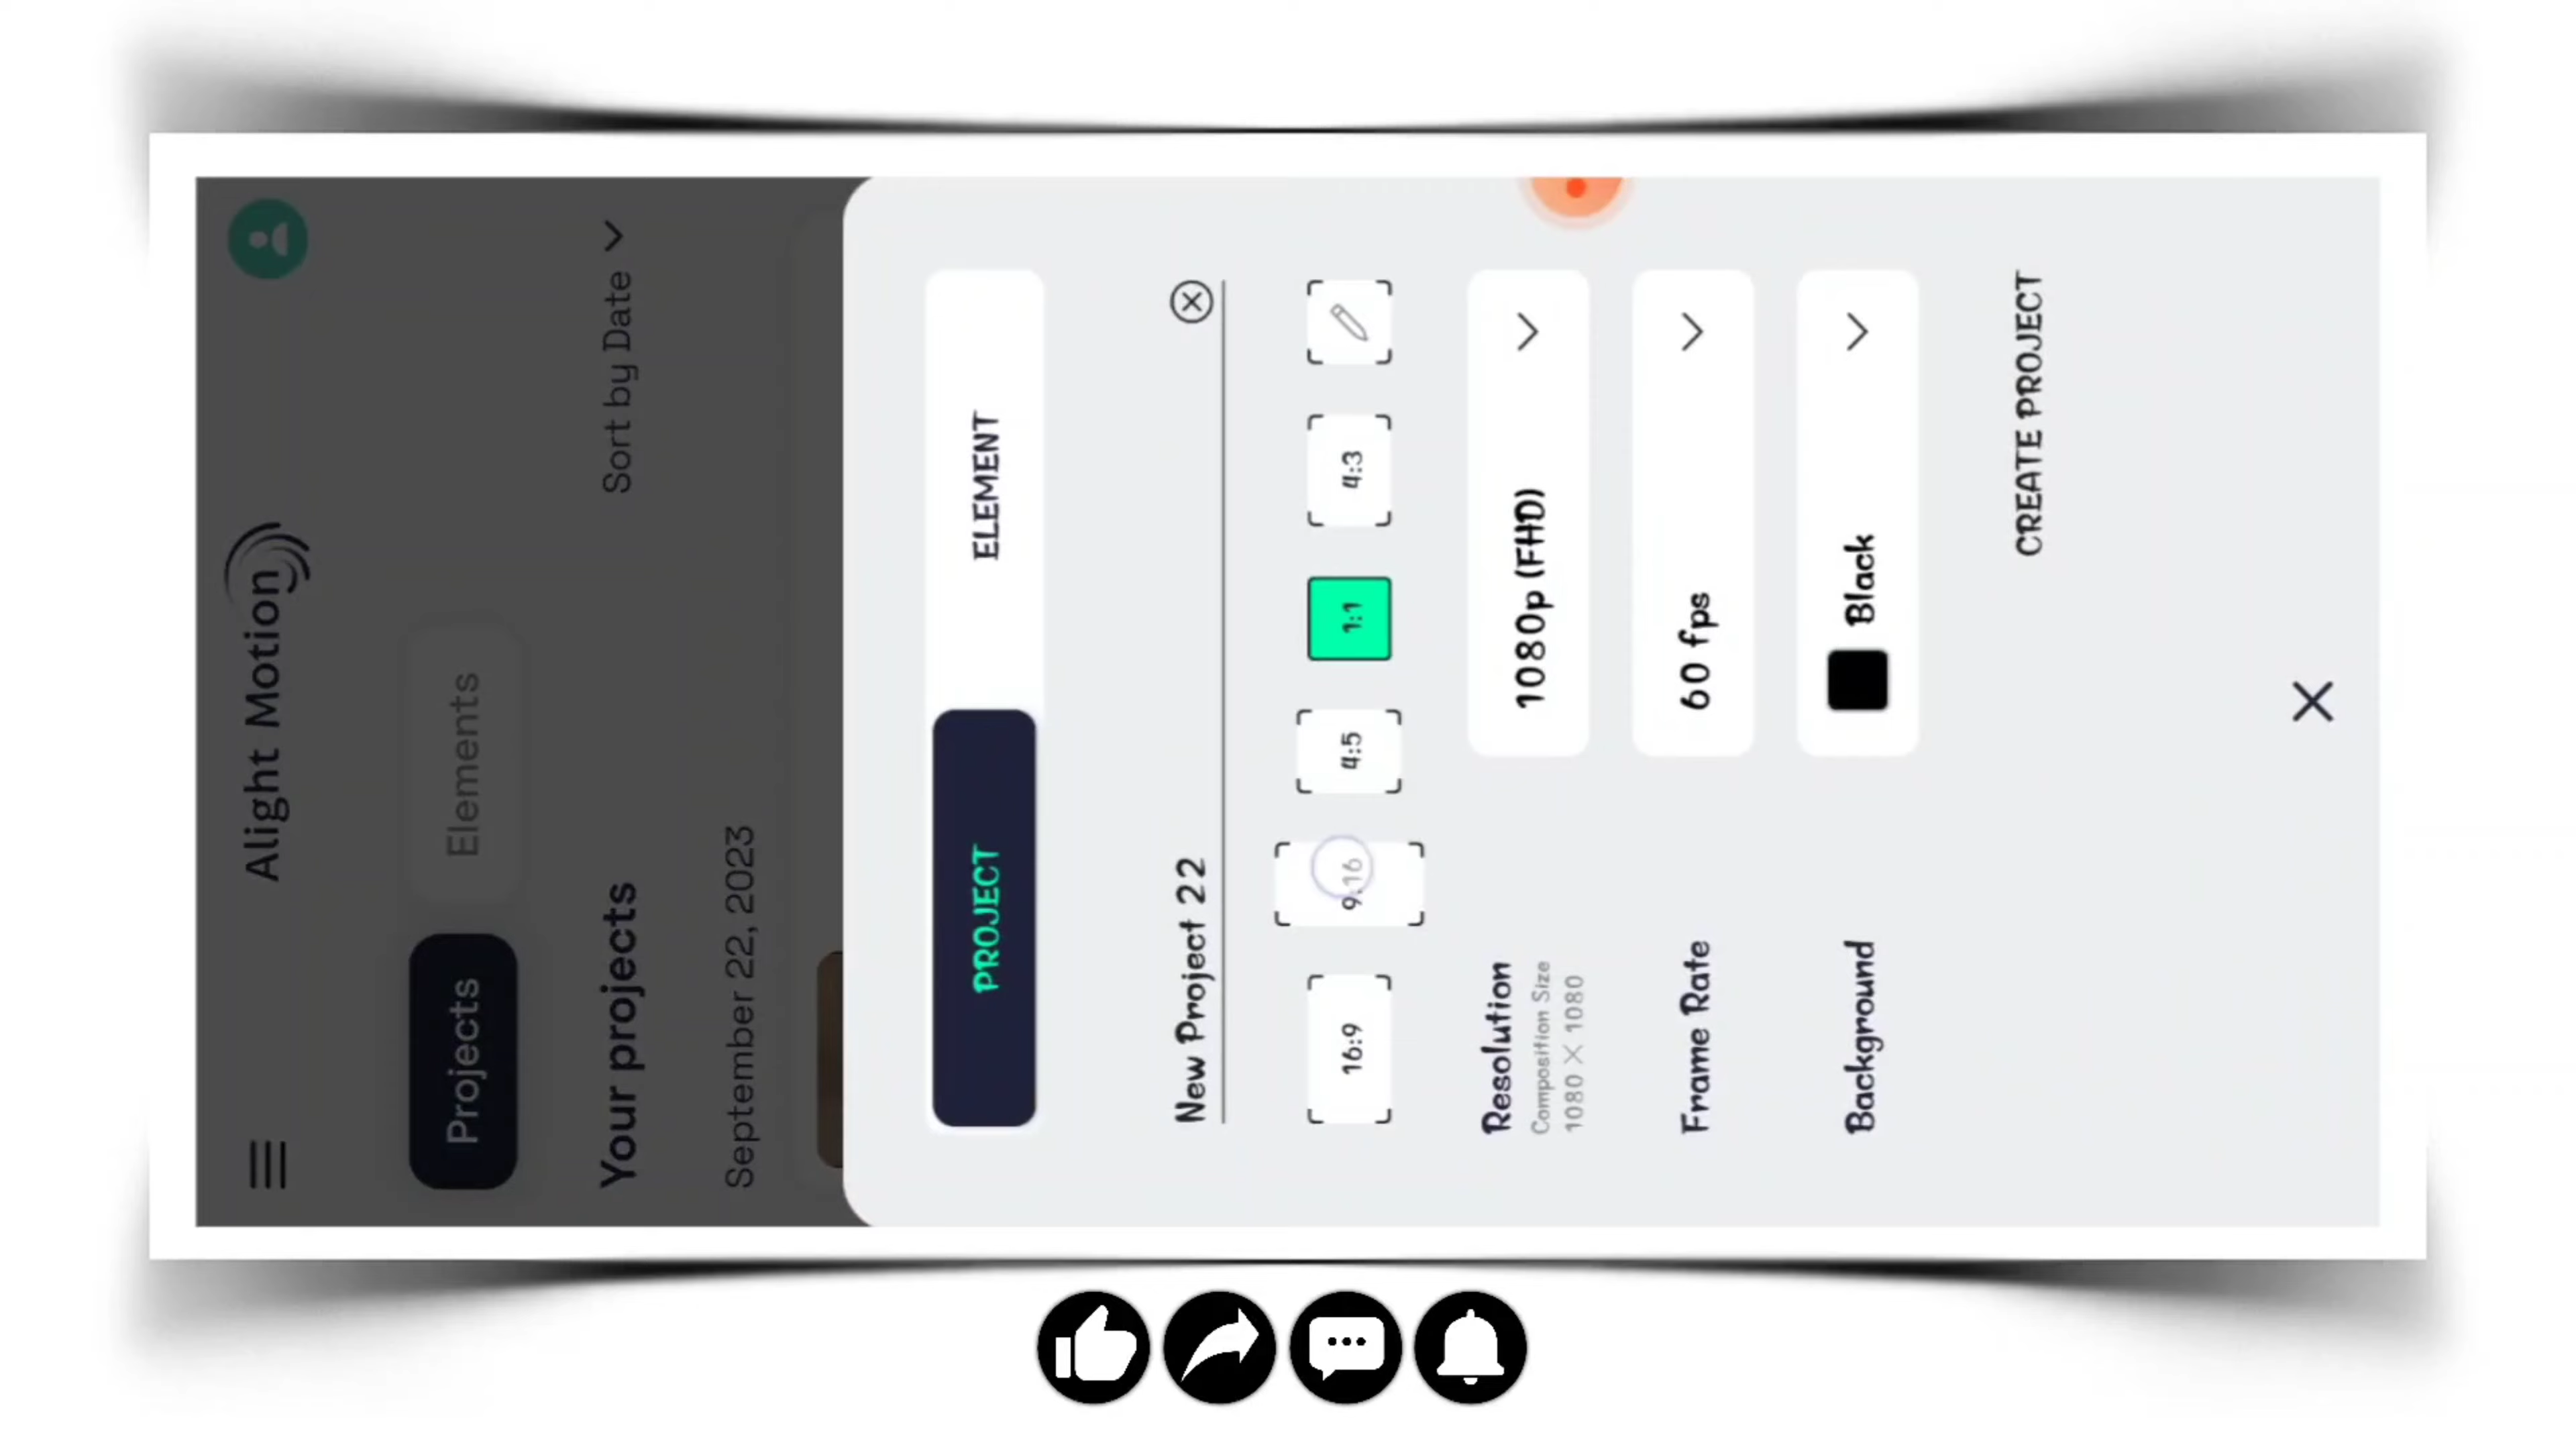 Alight Motion
Projects
Elements
Your projects
Sort by Date
September 22, 2023
PROJECT
ELEMENT
New Project 22
16:9
9:16
4:5
1:1
4:3
Resolution
Composition Size
1080 X 1080
1080p (FHD)
Frame Rate
60 fps
Background
Black
CREATE PROJECT